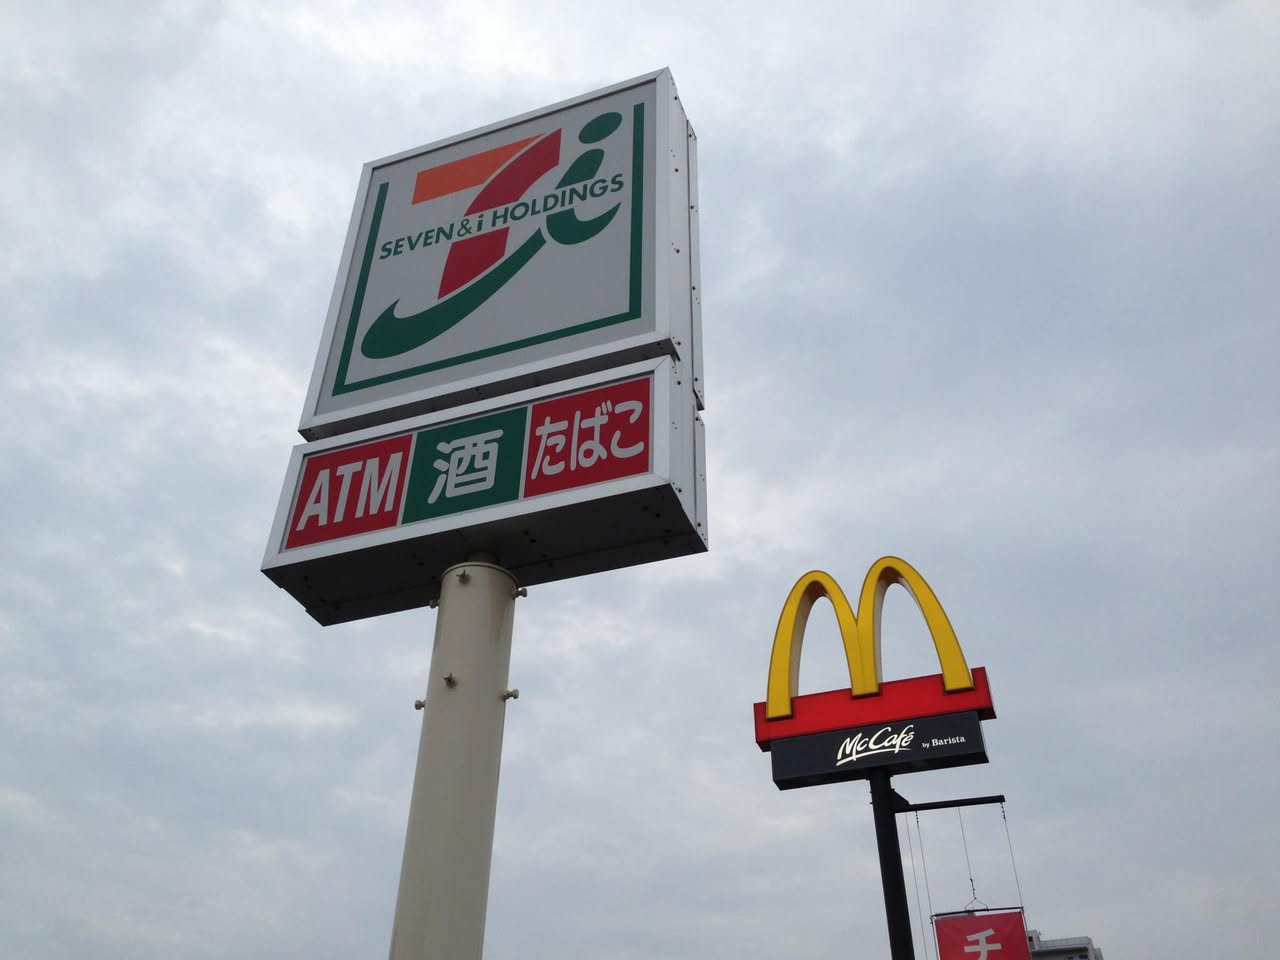 SEVEN & i HOLDINGS
ATM 酒 たばこ
McCafé by Barista
チ